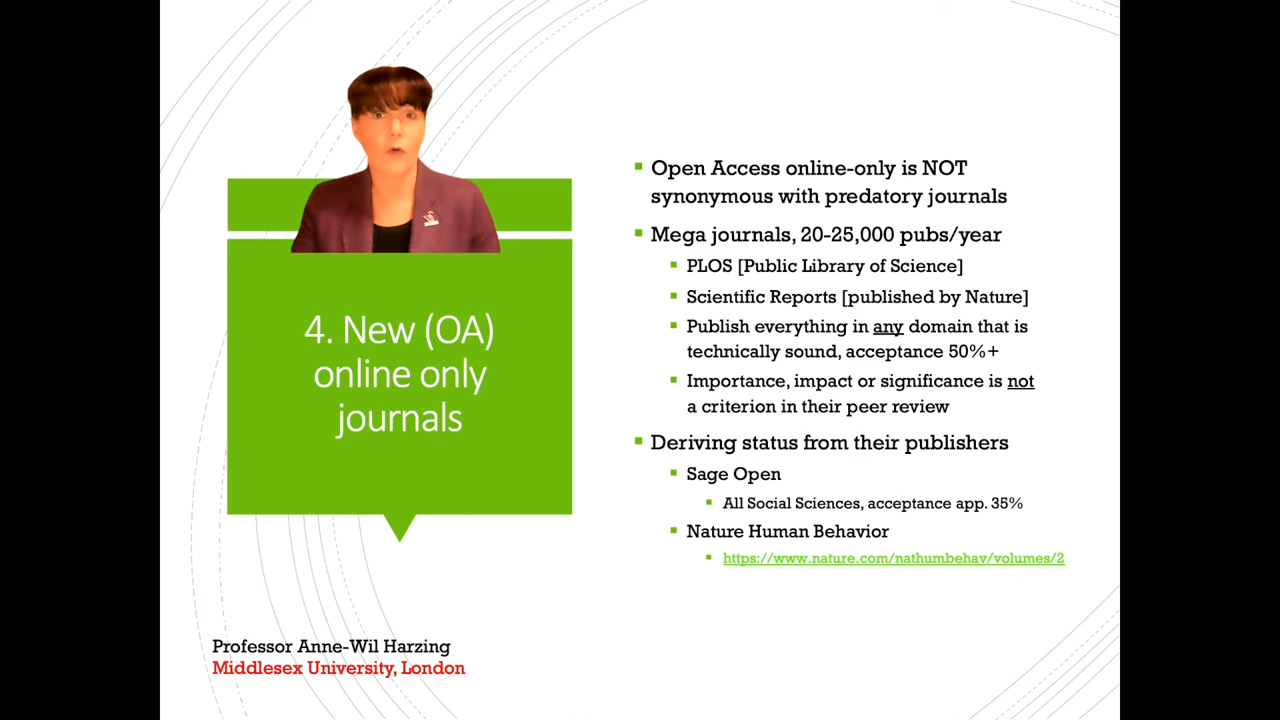 4. New (OA)
online only
journals
Open Access online-only is NOT
synonymous with predatory journals
Mega journals, 20-25,000 pubs/year
PLOS [Public Library of Science]
Scientific Reports [published by Nature]
Publish everything in any domain that is
technically sound, acceptance 50%+
Importance, impact or significance is not
a criterion in their peer review
Deriving status from their publishers
Sage Open
All Social Sciences, acceptance app. 35%
Nature Human Behavior
https://www.nature.com/nathumbehav/volumes/2
Professor Anne-Wil Harzing
Middlesex University, London